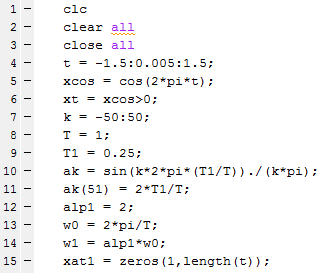 1 - clc
2 - clear all
3 - close all
4 - t = -1.5:0.005:1.5;
5 - xcos = cos(2*pi*t);
6 - xt = xcos>0;
7 - k = -50:50;
8 - T = 1;
9 - T1 = 0.25;
10 - ak = sin(k*2*pi*(T1/T))./(k*pi);
11 - ak(51) = 2*T1/T;
12 - alp1 = 2;
13 - w0 = 2*pi/T;
14 - w1 = alp1*w0;
15 - xat1 = zeros(1,length(t));